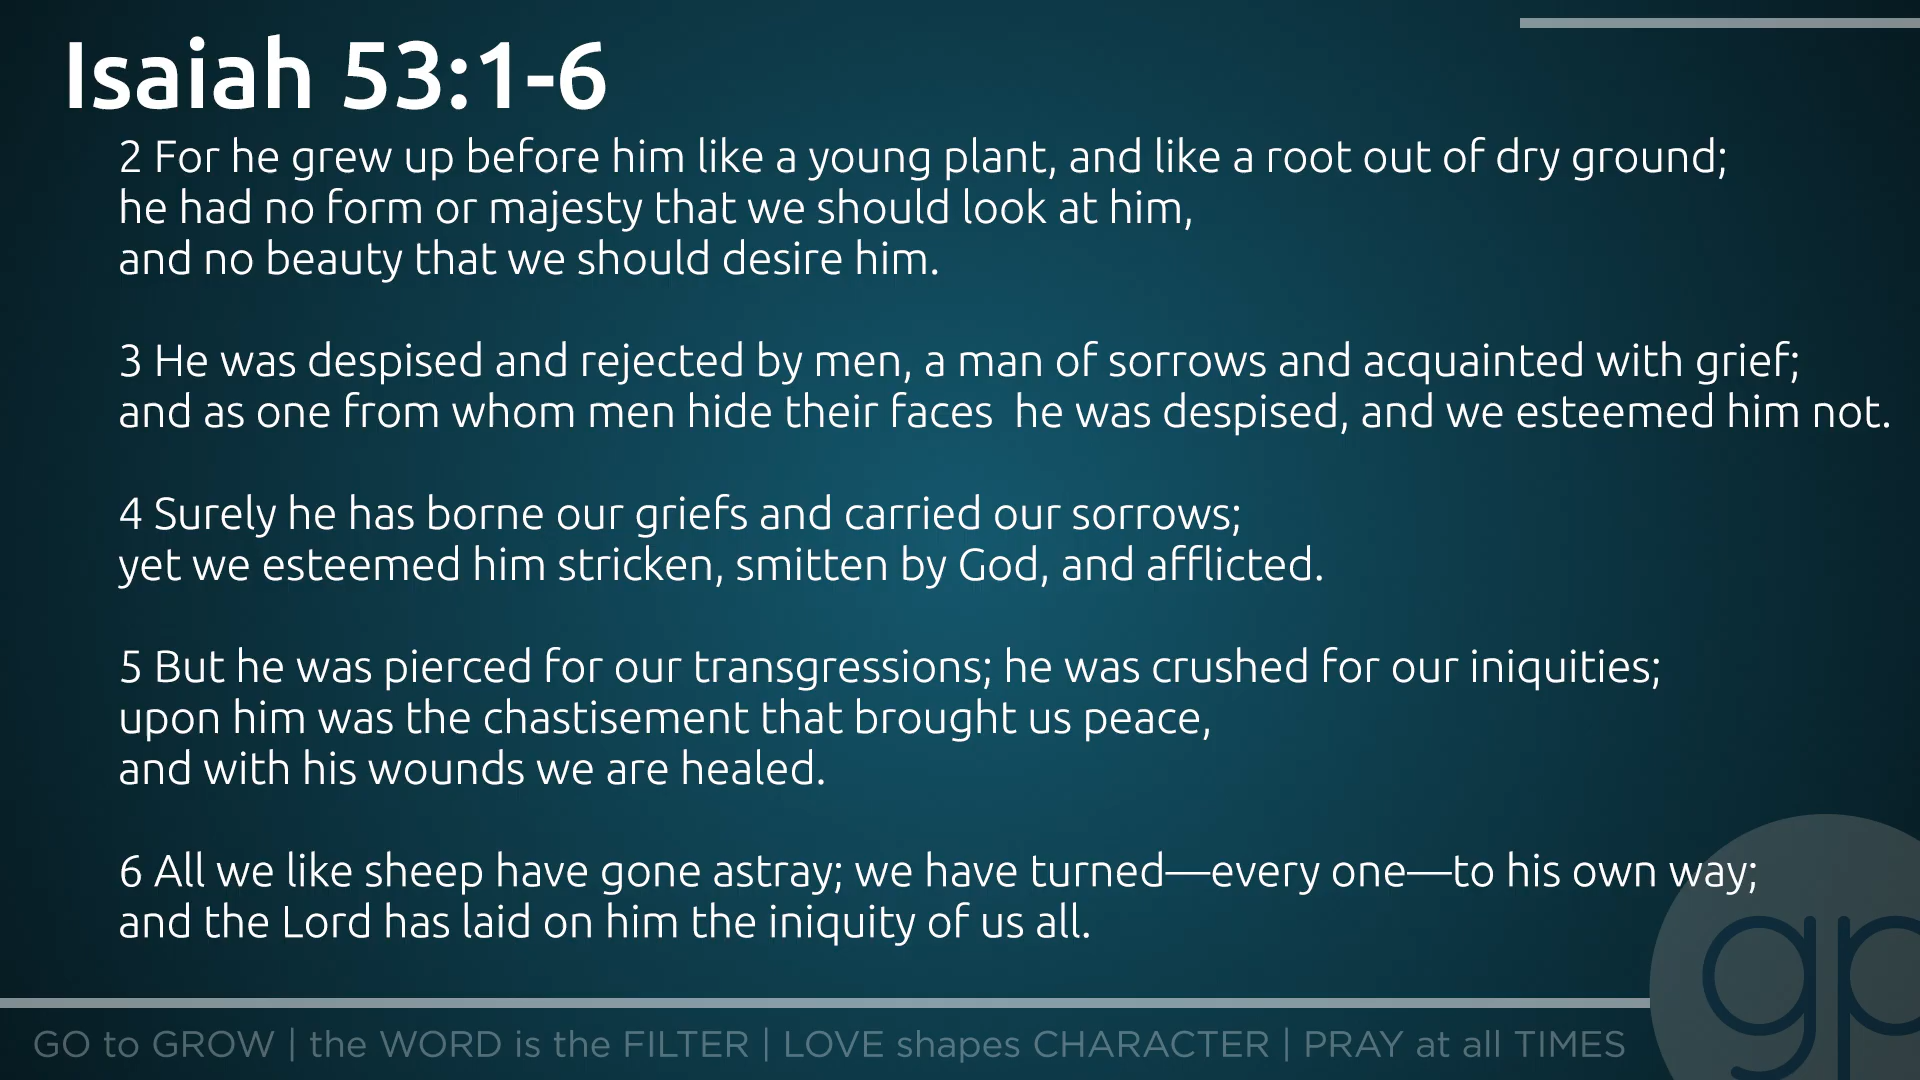 Isaiah 53:1-6
2 For he grew up before him like a young plant, and like a root out of dry ground;
he had no form or majesty that we should look at him,
and no beauty that we should desire him.
3 He was despised and rejected by men, a man of sorrows and acquainted with grief;
and as one from whom men hide their faces  he was despised, and we esteemed him not.
4 Surely he has borne our griefs and carried our sorrows;
yet we esteemed him stricken, smitten by God, and afflicted.
5 But he was pierced for our transgressions; he was crushed for our iniquities;
upon him was the chastisement that brought us peace,
and with his wounds we are healed.
6 All we like sheep have gone astray; we have turned—every one—to his own way;
and the Lord has laid on him the iniquity of us all.
GO to GROW | the WORD is the FILTER | LOVE shapes CHARACTER | PRAY at all TIMES
gp